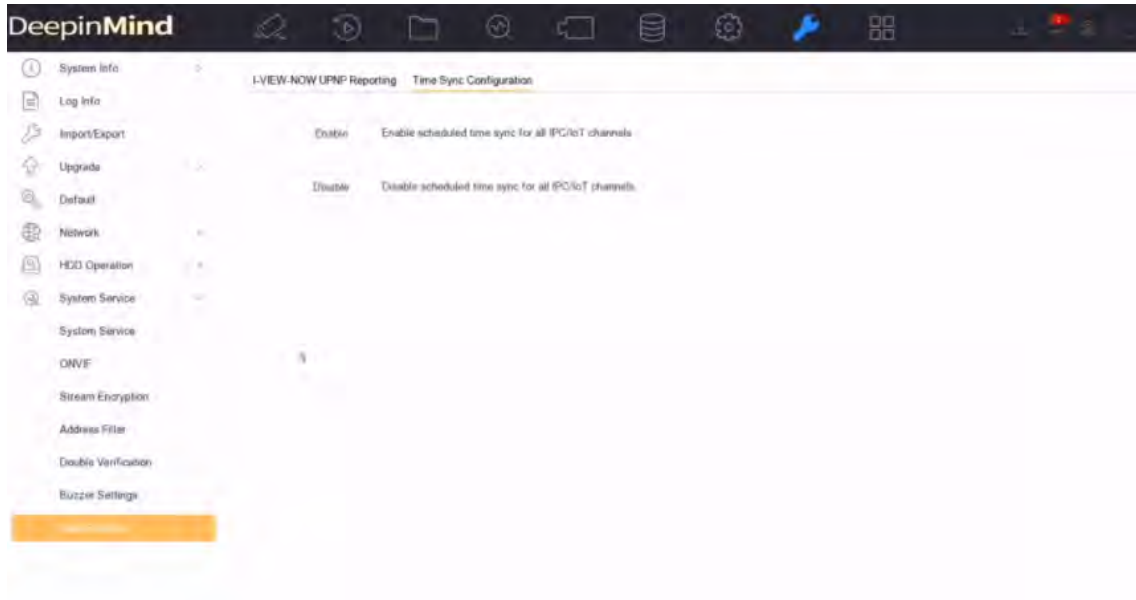 DeepinMind
System Info
Log Info
Import/Export
Upgrade
Default
Network
HDD Operation
System Service
System Service
ONVIF
Stream Encryption
Address Filter
Double Verification
Buzzer Settings
I-VIEW-NOW UPNP Reporting Time Sync Configuration
Enable Enable scheduled time sync for all IPC/IoT channels
Disable Disable scheduled time sync for all IPC/IoT channels.